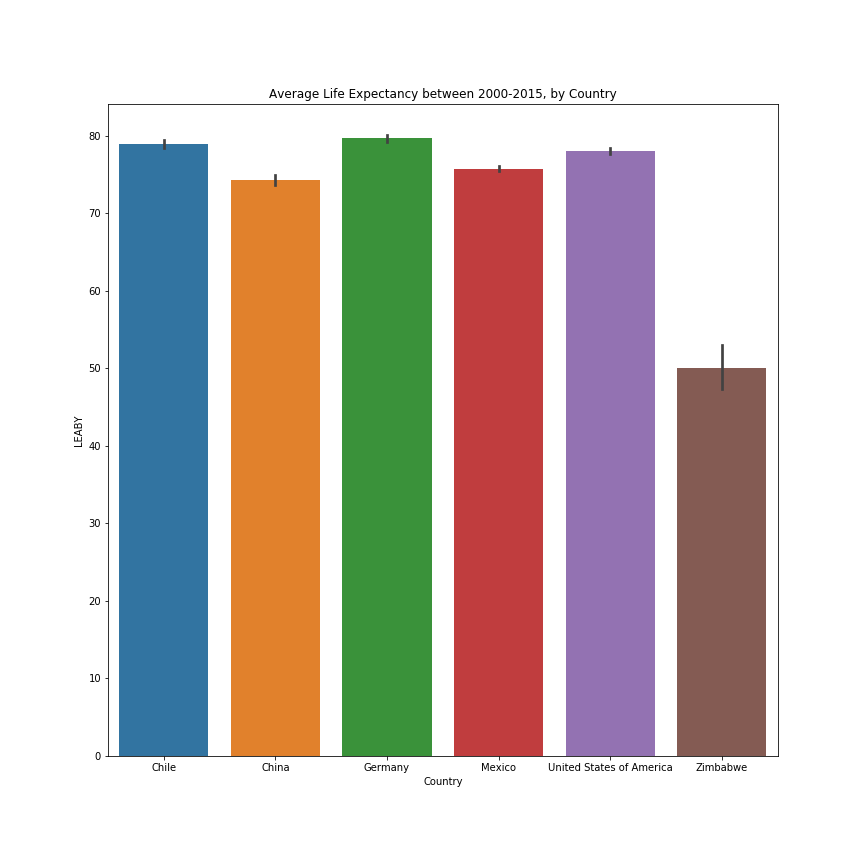 Average Life Expectancy between 2000-2015, by Country
80
70
60
50
40
30
20
10
0
LEABY
Chile China Germany Mexico United States of America Zimbabwe
Country